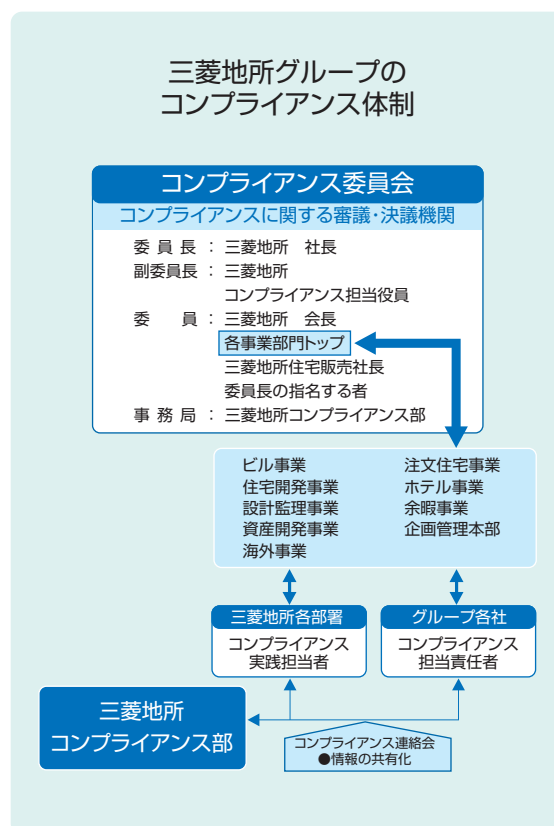 三菱地所グループの
コンプライアンス体制
コンプライアンス委員会
コンプライアンスに関する審議・決議機関
委 員 長 ： 三菱地所　社長
副委員長 ： 三菱地所
コンプライアンス担当役員
委　　員 ： 三菱地所　会長
各事業部門トップ
三菱地所住宅販売社長
委員長の指名する者
事 務 局 ： 三菱地所コンプライアンス部
ビル事業
住宅開発事業
設計監理事業
資産開発事業
海外事業
注文住宅事業
ホテル事業
余暇事業
企画管理本部
三菱地所各部署
コンプライアンス
実践担当者
グループ各社
コンプライアンス
担当責任者
三菱地所
コンプライアンス部
コンプライアンス連絡会
●情報の共有化